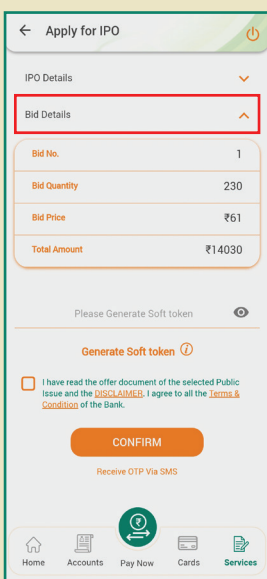 Apply for IPO
IPO Details
Bid Details
Bid No. 1
Bid Quantity 230
Bid Price ₹61
Total Amount ₹14030
Please Generate Soft token
Generate Soft token i
I have read the offer document of the selected Public
Issue and the DISCLAIMER. I agree to all the Terms &
Condition of the Bank.
CONFIRM
Receive OTP Via SMS
₹
Home Accounts Pay Now Cards Services